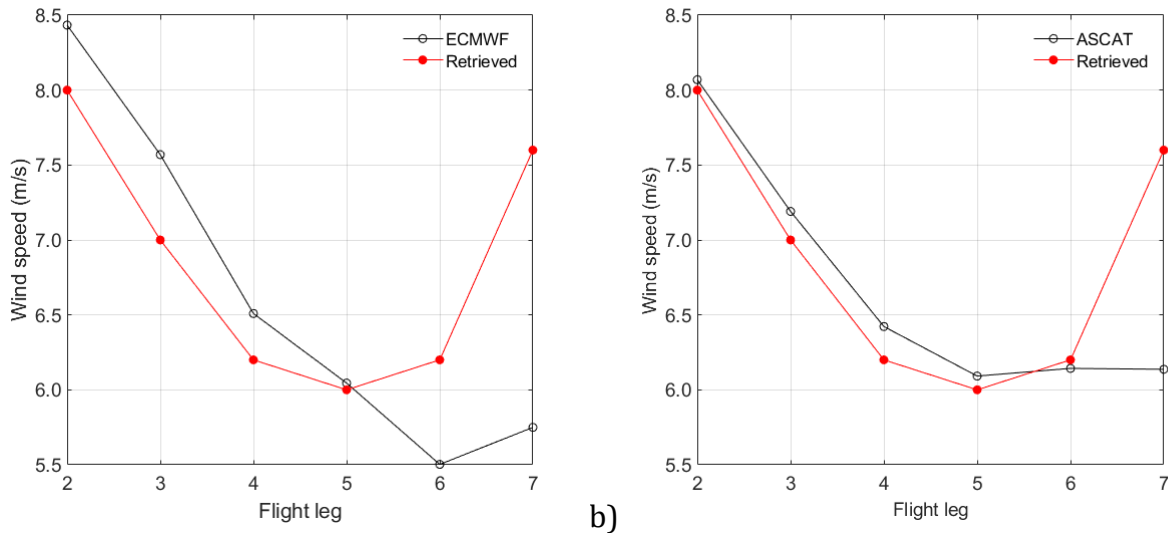 8.5
8.0
7.5
7.0
6.5
6.0
5.5
2 3 4 5 6 7
Wind speed (m/s)
Flight leg
ECMWF
Retrieved
b)
8.5
8.0
7.5
7.0
6.5
6.0
5.5
2 3 4 5 6 7
Wind speed (m/s)
Flight leg
ASCAT
Retrieved